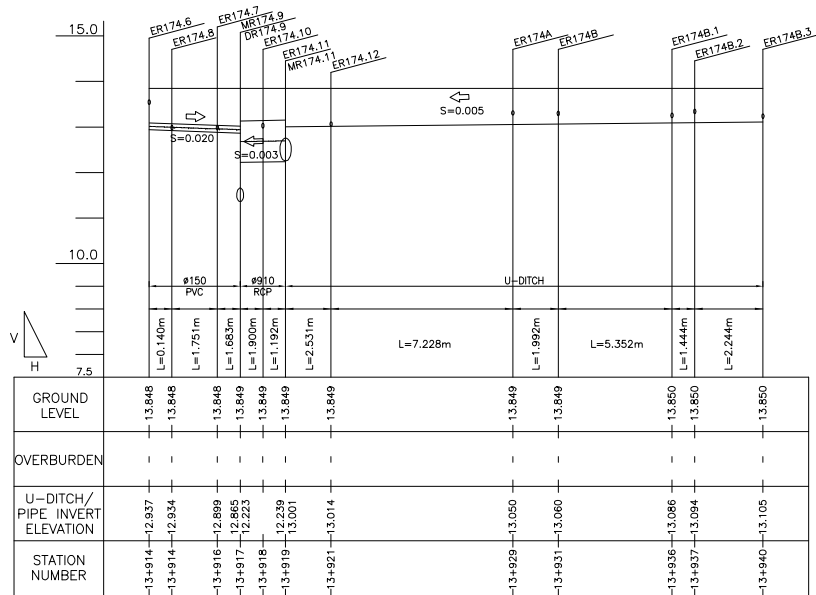 15.0
ER174.6
ER174.8
ER174.7
MR174.9
DR174.9
ER174.10
ER174.11
MR174.11
ER174.12
ER174A
ER174B
ER174B.1
ER174B.2
ER174B.3
S=0.020
S=0.003
S=0.005
10.0
ø150
PVC
ø910
RCP
U-DITCH
V
H
7.5
L=0.140m
L=1.751m
L=1.683m
L=1.900m
L=1.192m
L=2.531m
L=7.228m
L=1.992m
L=5.352m
L=1.444m
L=2.244m
GROUND
LEVEL
13.848
13.848
13.848
13.849
13.849
13.849
13.849
13.849
13.849
13.850
13.850
13.850
OVERBURDEN
- - - - - - - - - - - -
U-DITCH/
PIPE INVERT
ELEVATION
12.937
12.934
12.899
12.865
12.223
12.239
13.001
13.014
13.050
13.060
13.086
13.094
13.105
STATION
NUMBER
13+914
13+914
13+916
13+917
13+918
13+919
13+921
13+929
13+931
13+936
13+937
13+940